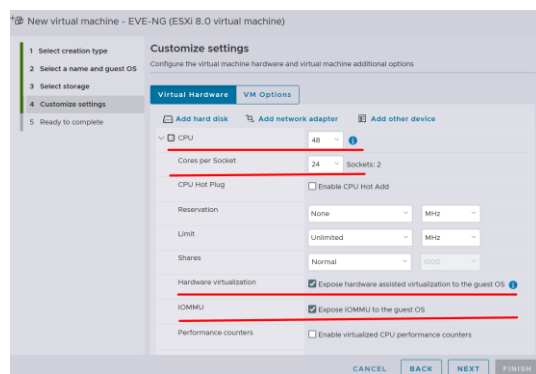 New virtual machine - EVE-NG (ESXi 8.0 virtual machine)
1 Select creation type
2 Select a name and guest OS
3 Select storage
4 Customize settings
5 Ready to complete
Customize settings
Configure the virtual machine hardware and virtual machine additional options
Virtual Hardware VM Options
Add hard disk Add network adapter Add other device
CPU 48
Cores per Socket 24 Sockets: 2
CPU Hot Plug Enable CPU Hot Add
Reservation None MHz
Limit Unlimited MHz
Shares Normal 1000
Hardware virtualization Expose hardware assisted virtualization to the guest OS
IOMMU Expose IOMMU to the guest OS
Performance counters Enable virtualized CPU performance counters
CANCEL BACK NEXT FINISH